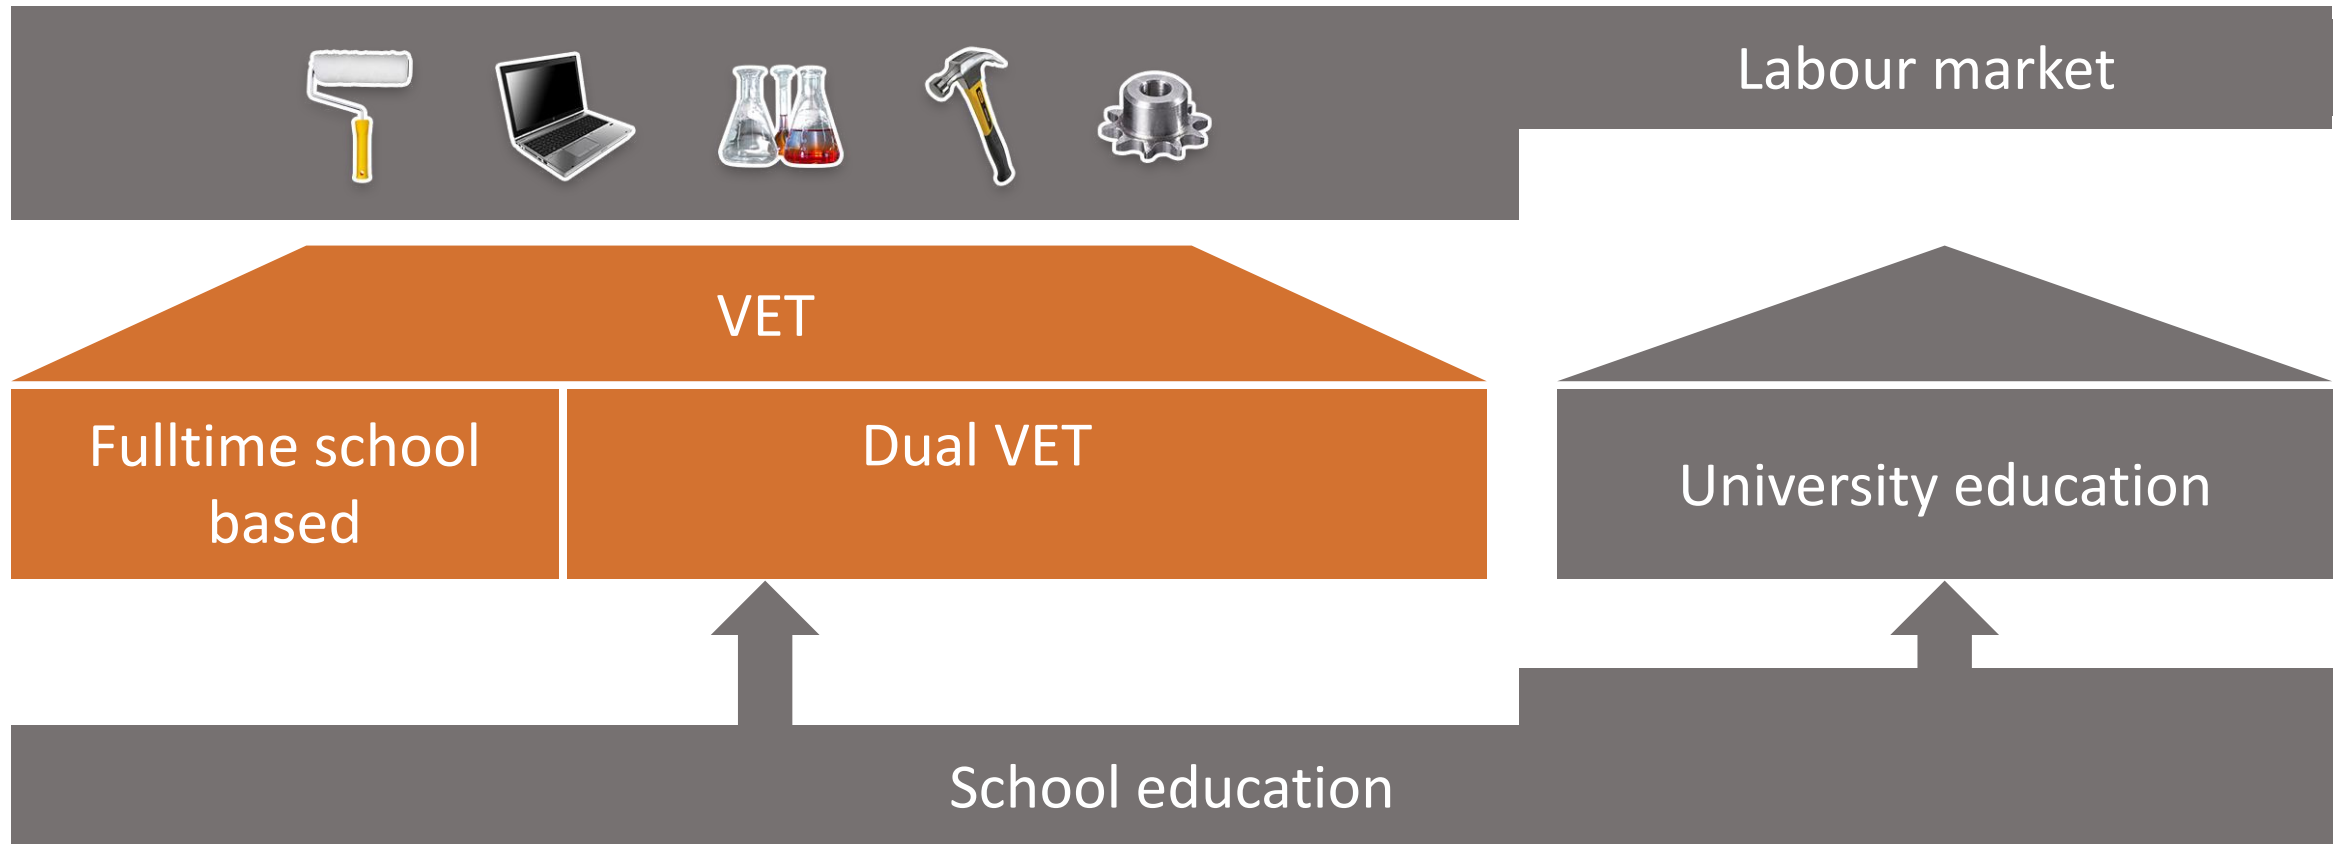 Labour market
VET
Fulltime school
based
Dual VET
University education
School education